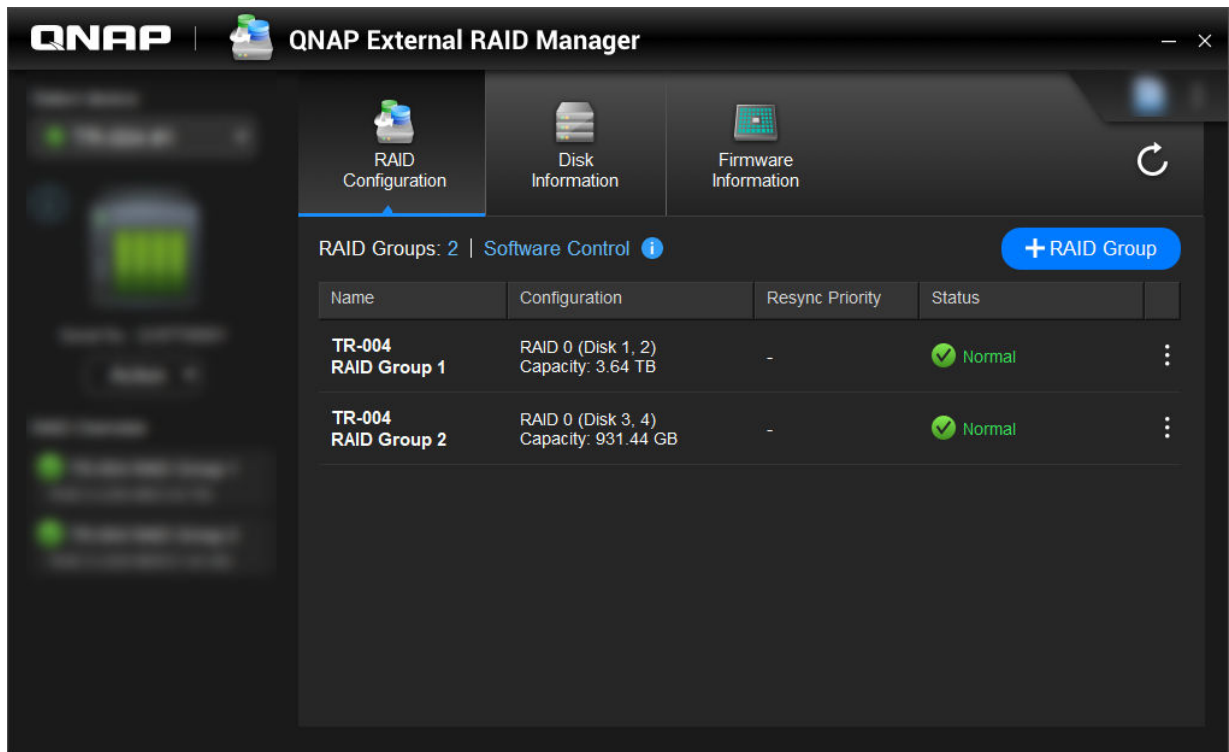 QNAP | QNAP External RAID Manager
RAID
Configuration
Disk
Information
Firmware
Information
RAID Groups: 2 | Software Control
+ RAID Group
Name Configuration Resync Priority Status
TR-004
RAID Group 1
RAID 0 (Disk 1, 2)
Capacity: 3.64 TB
-
Normal
TR-004
RAID Group 2
RAID 0 (Disk 3, 4)
Capacity: 931.44 GB
-
Normal